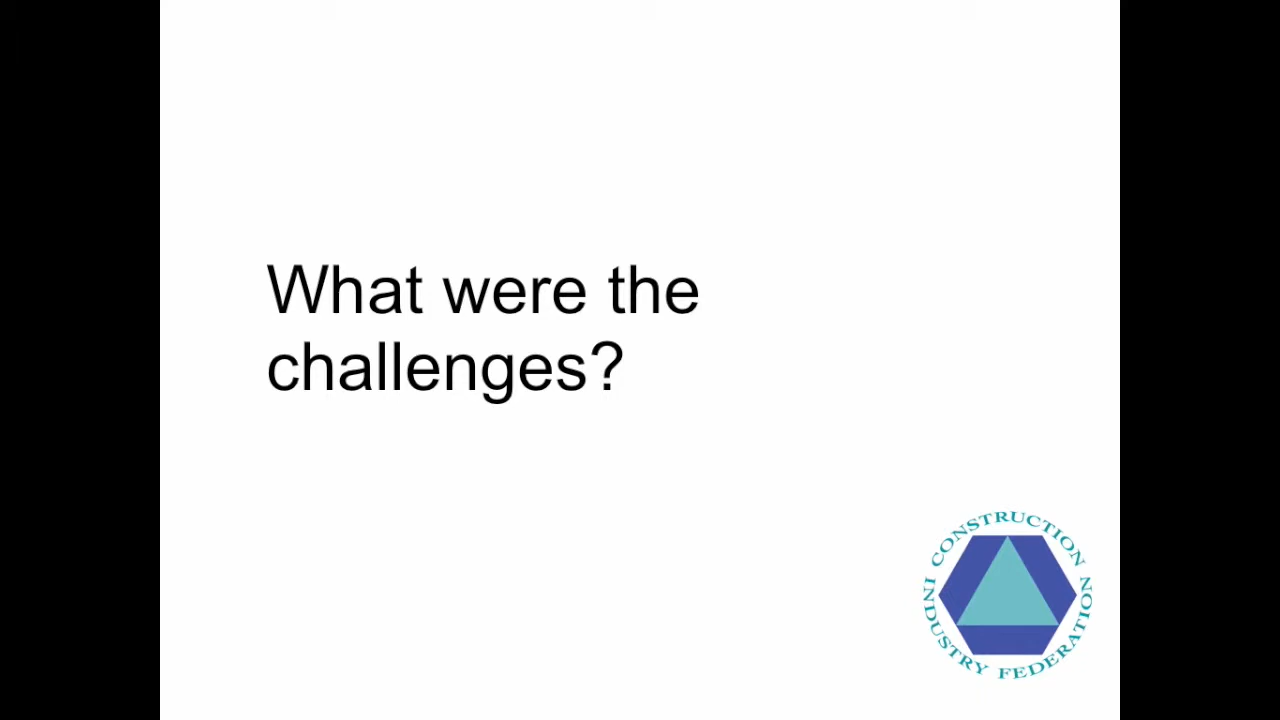 What were the
challenges?
CONSTRUCTION
INDUSTRY FEDERATION